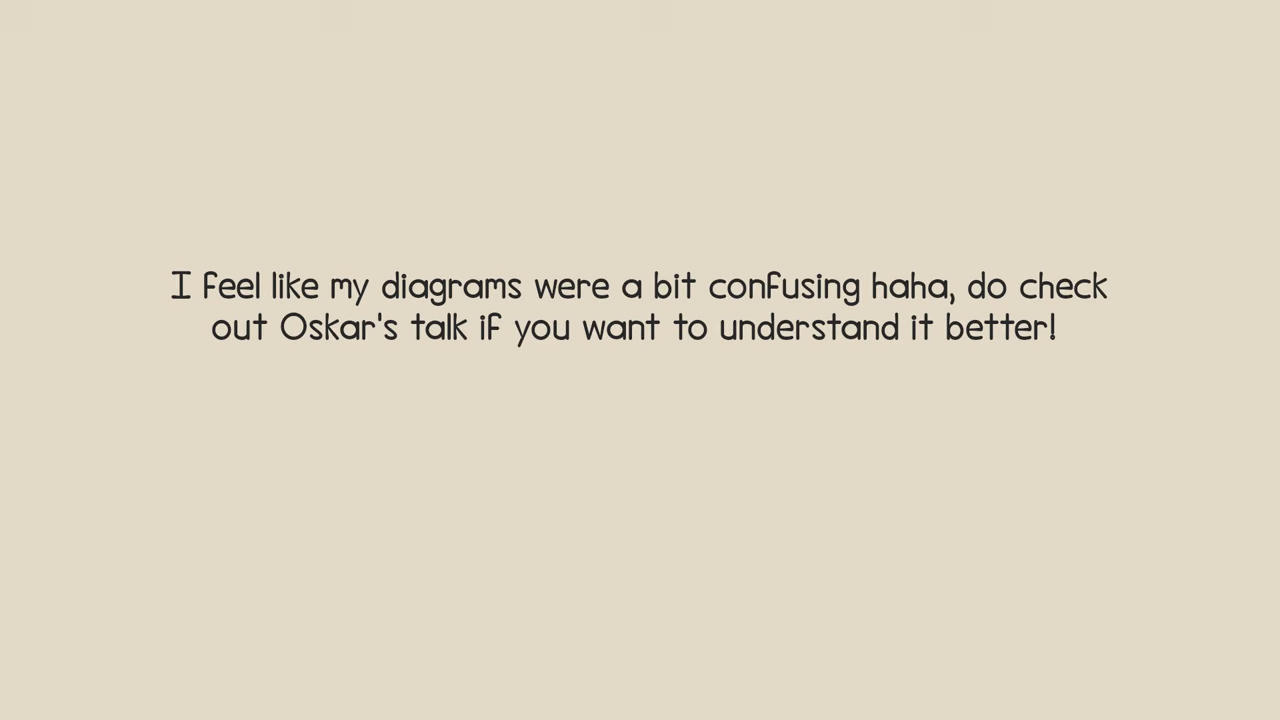 I feel like my diagrams were a bit confusing haha, do check
out Oskar's talk if you want to understand it better!